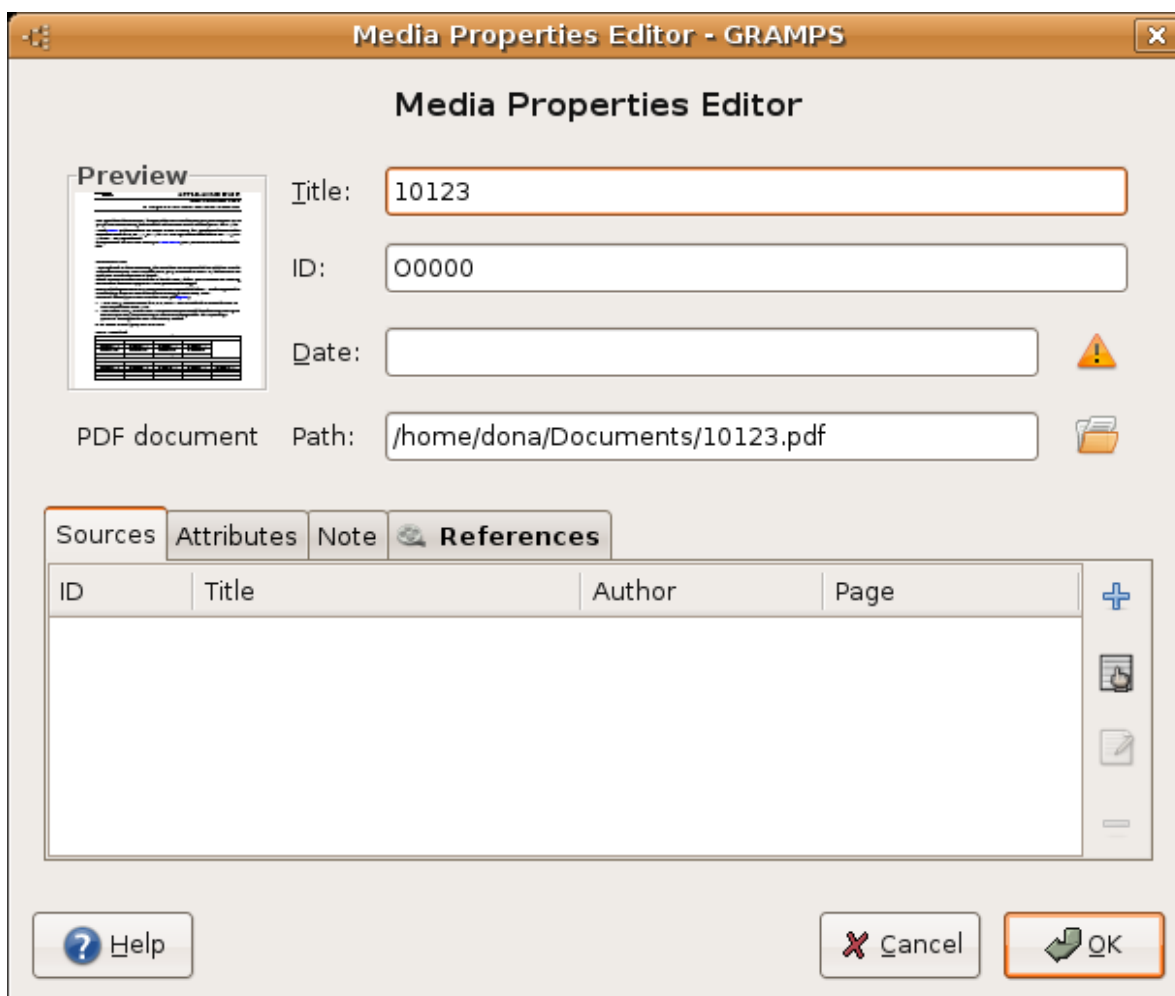 Media Properties Editor - GRAMPS
Media Properties Editor
Preview
Title: 10123
ID: O0000
Date:
PDF document Path: /home/dona/Documents/10123.pdf
Sources Attributes Note References
ID Title Author Page
Help Cancel OK